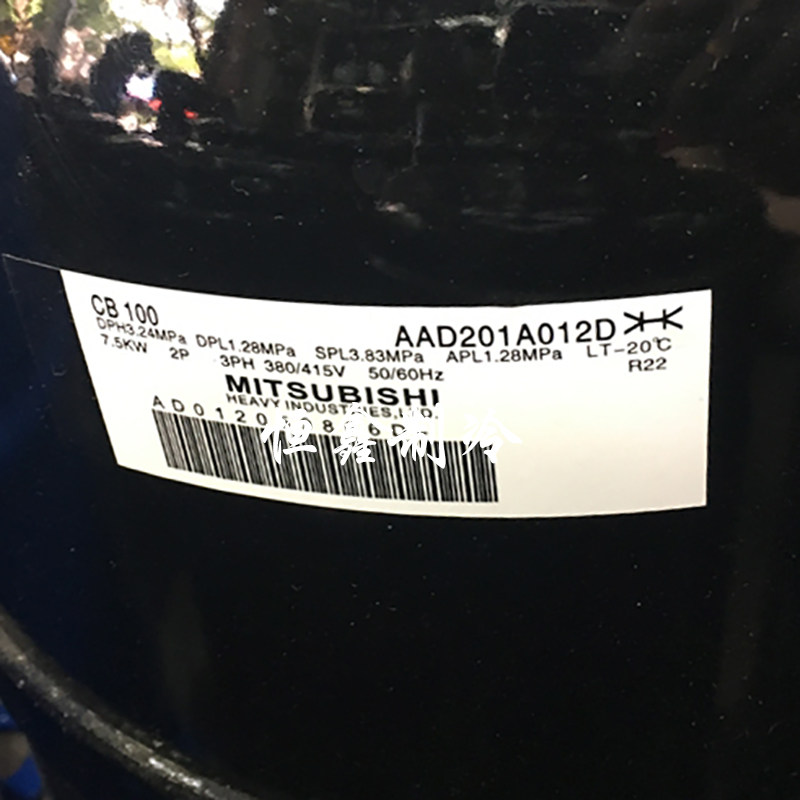 CB 100
AAD201A012D
DPH3.24MPa DPL1.28MPa SPL3.83MPa APL1.28MPa LT-20℃
7.5KW 2P 3PH 380/415V 50/60Hz R22
MITSUBISHI
HEAVY INDUSTRIES,LTD.
恒鑫制冷